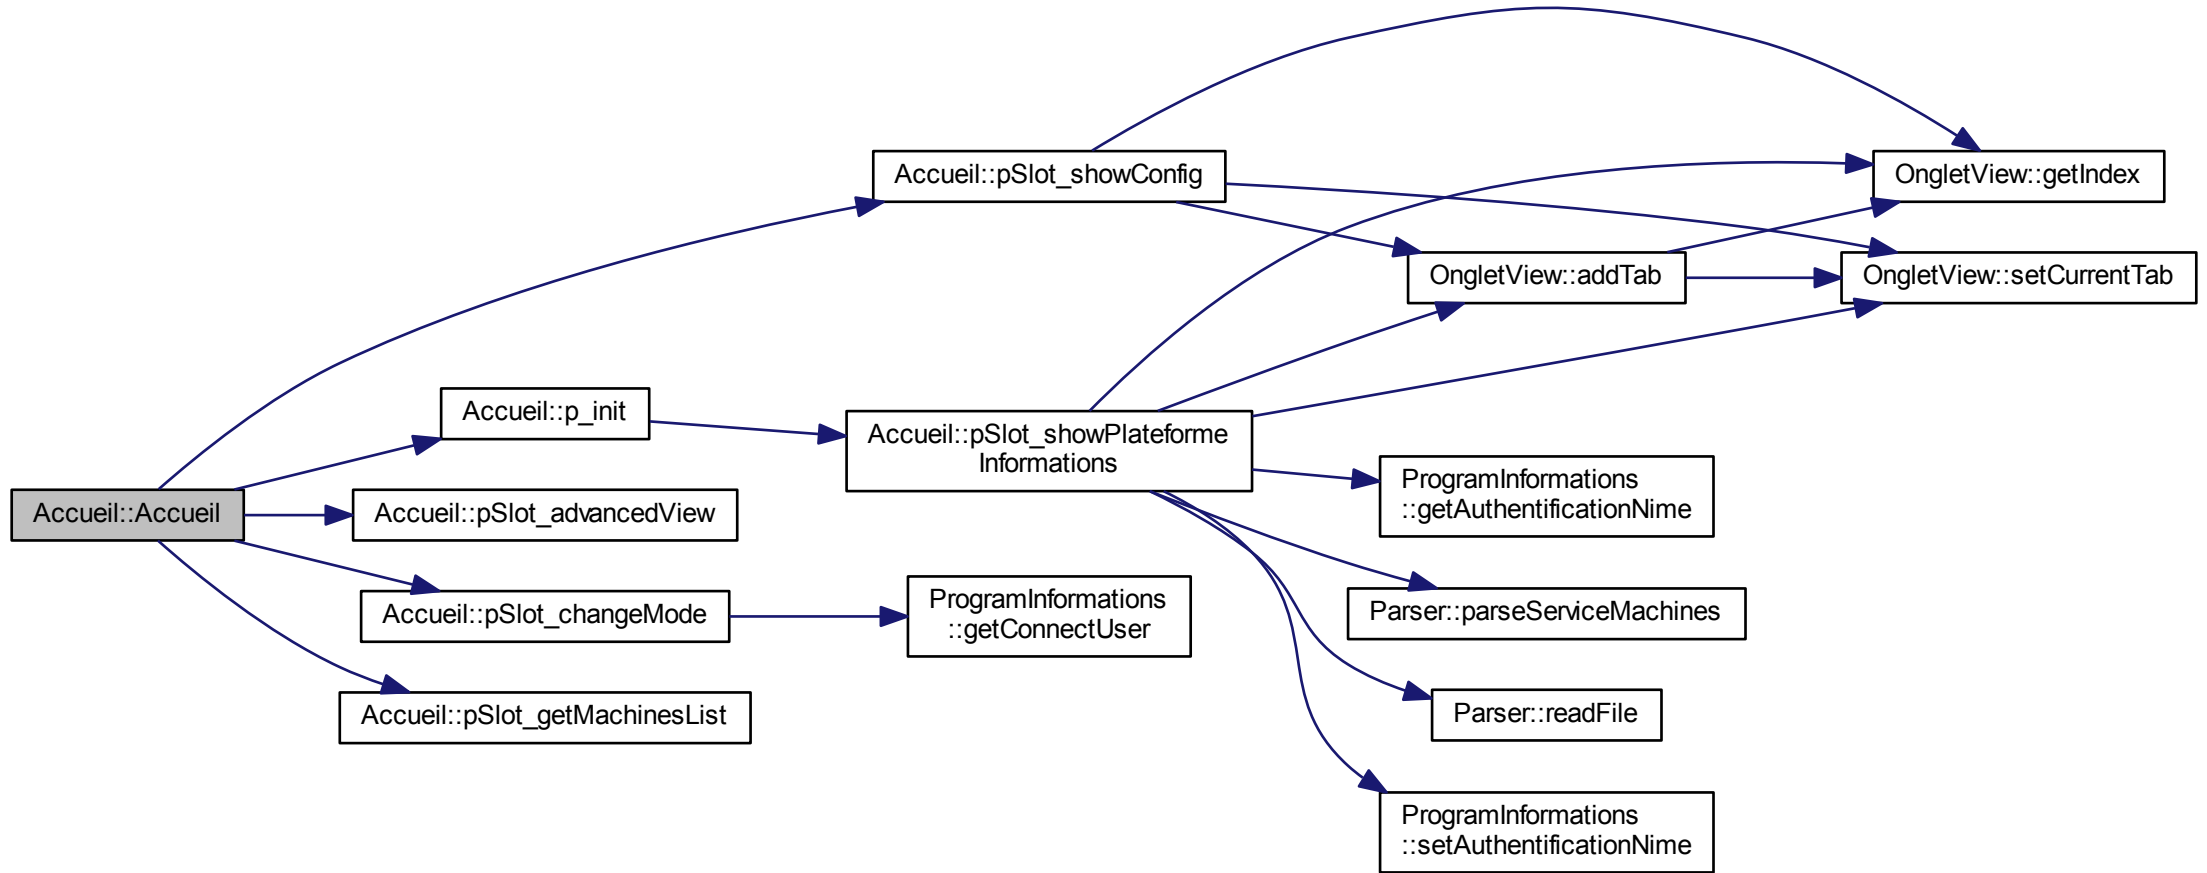 Accueil::pSlot_showConfig
OngletView::getIndex
OngletView::addTab
OngletView::setCurrentTab
Accueil::p_init
Accueil::pSlot_showPlateforme
Informations
ProgramInformations
::getAuthentificationNime
Accueil::Accueil
Accueil::pSlot_advancedView
Accueil::pSlot_changeMode
ProgramInformations
::getConnectUser
Parser::parseServiceMachines
Accueil::pSlot_getMachinesList
Parser::readFile
ProgramInformations
::setAuthentificationNime